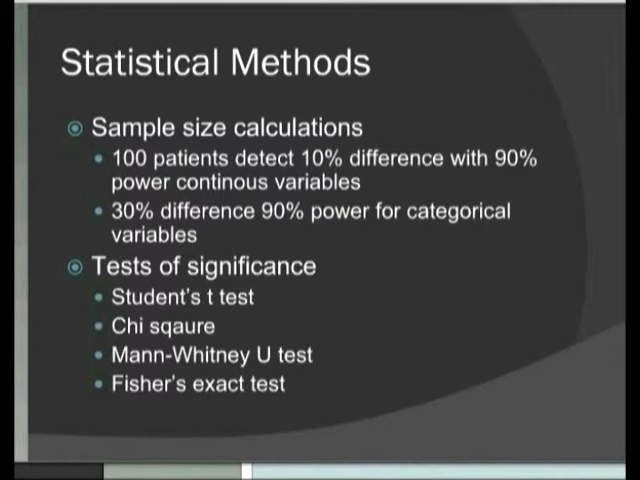 Statistical Methods
Sample size calculations
100 patients detect 10% difference with 90%
power continous variables
30% difference 90% power for categorical
variables
Tests of significance
Student's t test
Chi sqaure
Mann-Whitney U test
Fisher's exact test